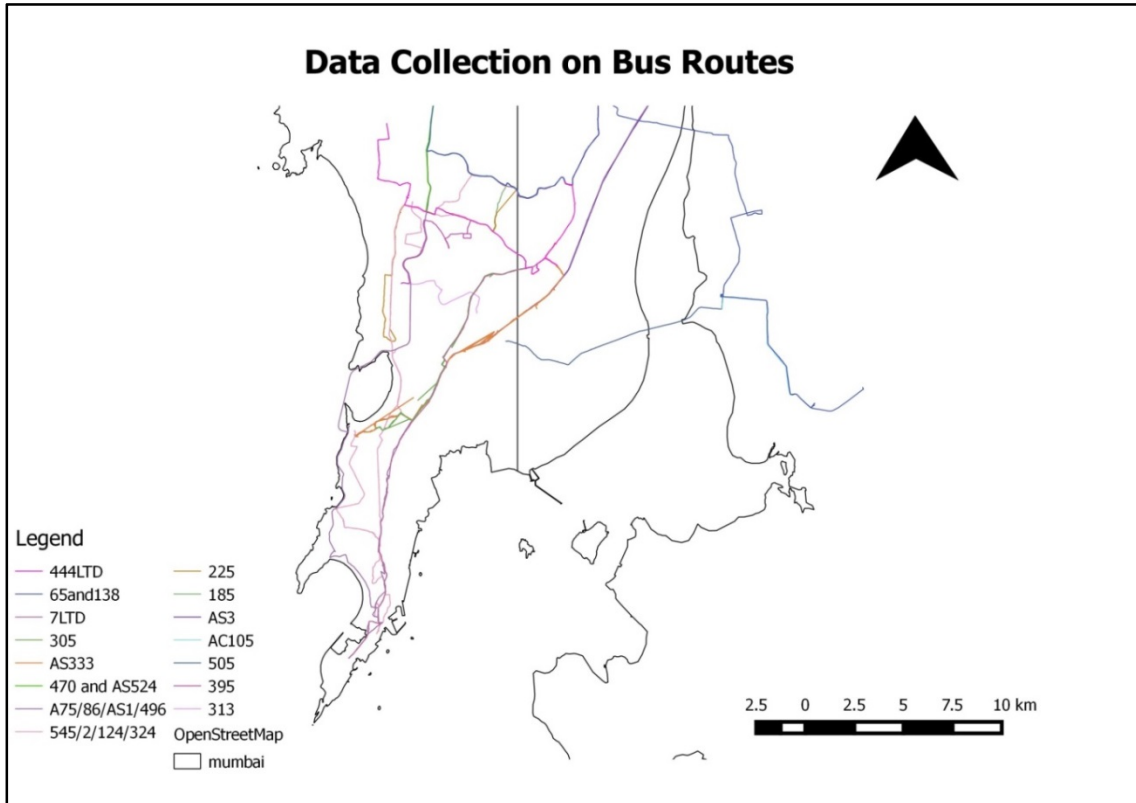 Data Collection on Bus Routes
Legend
444LTD
65and138
7LTD
305
AS333
470 and AS524
A75/86/AS1/496
545/2/124/324
225
185
AS3
AC105
505
395
313
OpenStreetMap
mumbai
2.5 0 2.5 5 7.5 10 km